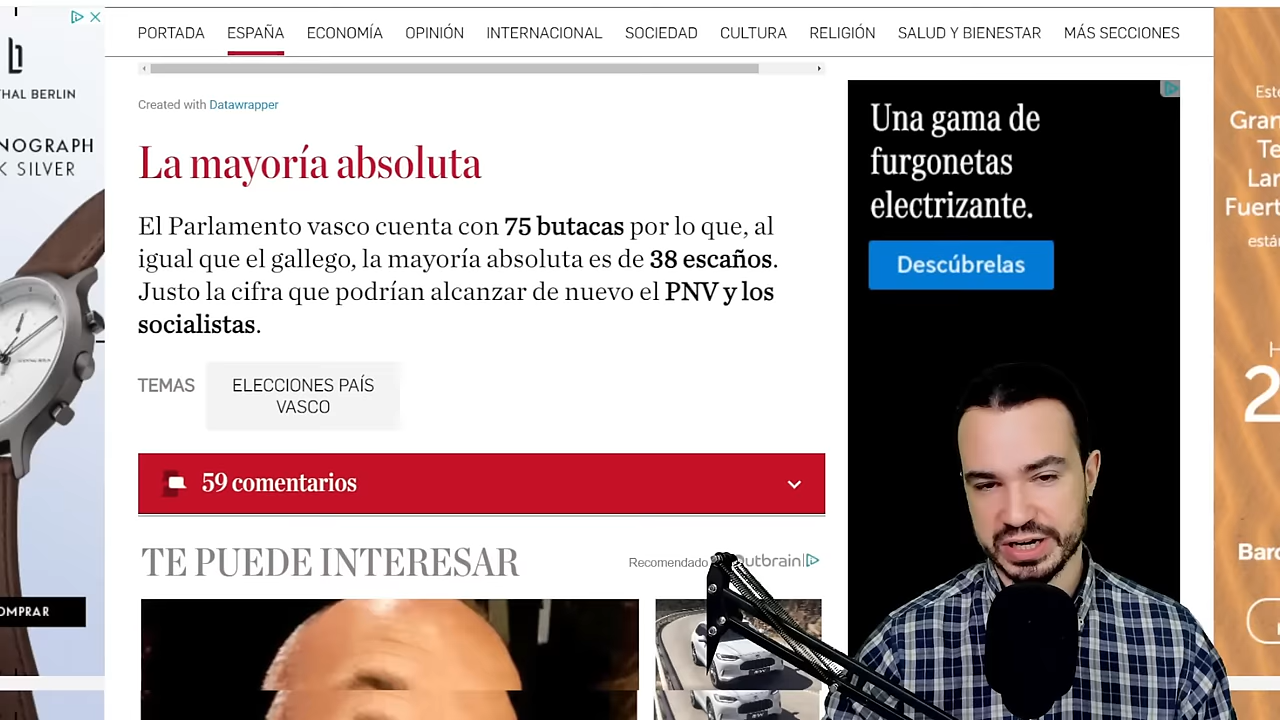 PORTADA ESPAÑA ECONOMÍA OPINIÓN INTERNACIONAL SOCIEDAD CULTURA RELIGIÓN SALUD Y BIENESTAR MÁS SECCIONES
Created with Datawrapper
La mayoría absoluta
El Parlamento vasco cuenta con 75 butacas por lo que, al
igual que el gallego, la mayoría absoluta es de 38 escaños.
Justo la cifra que podrían alcanzar de nuevo el PNV y los
socialistas.
TEMAS
ELECCIONES PAÍS
VASCO
59 comentarios
TE PUEDE INTERESAR
Recomendado
Una gama de
furgonetas
electrizante.
Descúbrelas
BERLIN
SILVER
Este
están